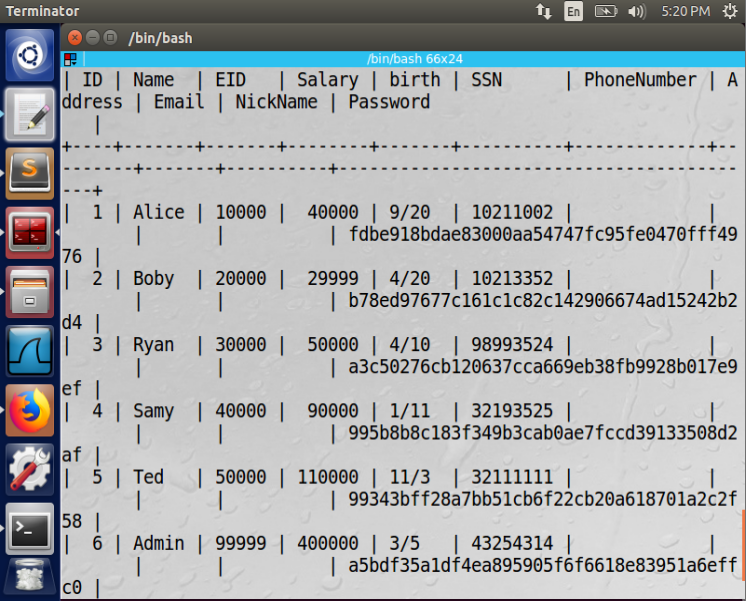 Terminator
En
5:20 PM
/bin/bash
/bin/bash 66x24
| ID | Name | EID | Salary | birth | SSN | PhoneNumber | A
ddress | Email | NickName | Password
|
+----+-------+-------+--------+-------+----------+-------------+--
-------+-------+----------+---------------------------------------
---+
| 1 | Alice | 10000 | 40000 | 9/20 | 10211002 | |
| | | fdbe918bdae83000aa54747fc95fe0470fff49
76 |
| 2 | Boby | 20000 | 29999 | 4/20 | 10213352 | |
| | | b78ed97677c161c1c82c142906674ad15242b2
d4 |
| 3 | Ryan | 30000 | 50000 | 4/10 | 98993524 | |
| | | a3c50276cb120637cca669eb38fb9928b017e9
ef |
| 4 | Samy | 40000 | 90000 | 1/11 | 32193525 | |
| | | 995b8b8c183f349b3cab0ae7fccd39133508d2
af |
| 5 | Ted | 50000 | 110000 | 11/3 | 32111111 | |
| | | 99343bff28a7bb51cb6f22cb20a618701a2c2f
58 |
| 6 | Admin | 99999 | 400000 | 3/5 | 43254314 | |
| | | a5bdf35a1df4ea895905f6f6618e83951a6eff
c0 |